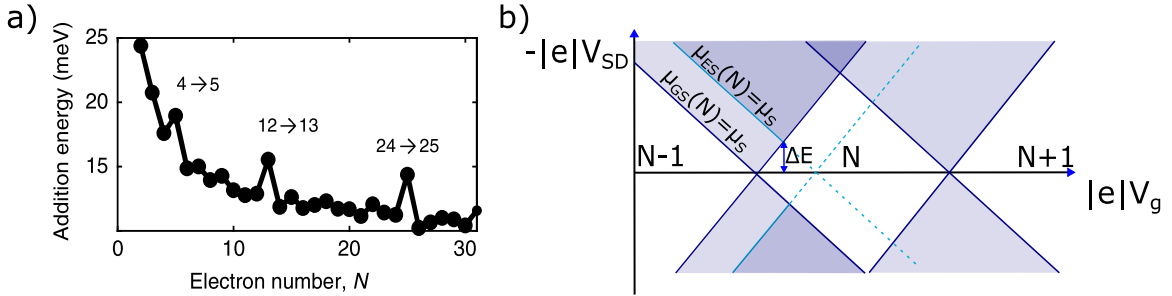 a)
Addition energy (meV)
25
20
15
4→5
12→13
24→25
0
10
20
30
Electron number, N
b)
-|e|V_SD
μ_ES(N)=μ_S
μ_GS(N)=μ_S
N-1
ΔE
N
N+1
|e|V_g